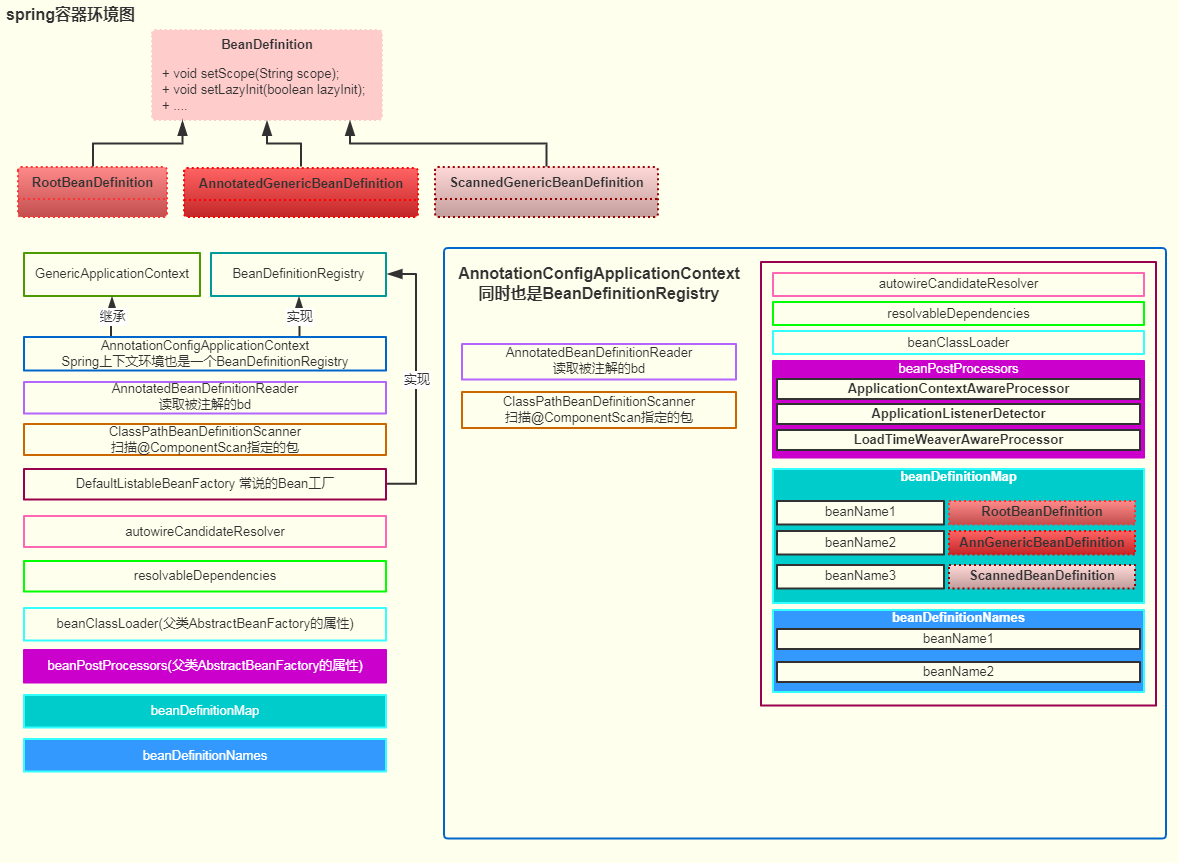 spring容器环境图
BeanDefinition
+ void setScope(String scope);
+ void setLazyInit(boolean lazyInit);
+ ....
RootBeanDefinition
AnnotatedGenericBeanDefinition
ScannedGenericBeanDefinition
GenericApplicationContext
BeanDefinitionRegistry
继承
实现
AnnotationConfigApplicationContext
Spring上下文环境也是一个BeanDefinitionRegistry
实现
AnnotatedBeanDefinitionReader
读取被注解的bd
ClassPathBeanDefinitionScanner
扫描@ComponentScan指定的包
DefaultListableBeanFactory 常说的Bean工厂
autowireCandidateResolver
resolvableDependencies
beanClassLoader(父类AbstractBeanFactory的属性)
beanPostProcessors(父类AbstractBeanFactory的属性)
beanDefinitionMap
beanDefinitionNames
AnnotationConfigApplicationContext
同时也是BeanDefinitionRegistry
AnnotatedBeanDefinitionReader
读取被注解的bd
ClassPathBeanDefinitionScanner
扫描@ComponentScan指定的包
autowireCandidateResolver
resolvableDependencies
beanClassLoader
beanPostProcessors
ApplicationContextAwareProcessor
ApplicationListenerDetector
LoadTimeWeaverAwareProcessor
beanDefinitionMap
beanName1 RootBeanDefinition
beanName2 AnnGenericBeanDefinition
beanName3 ScannedBeanDefinition
beanDefinitionNames
beanName1
beanName2